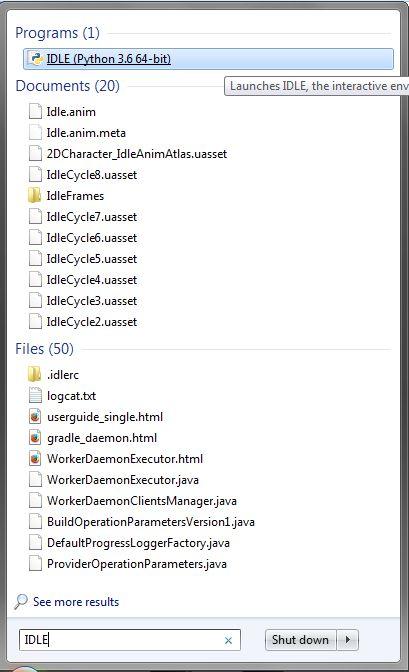 Programs (1)
IDLE (Python 3.6 64-bit)
Documents (20)
Launches IDLE, the interactive env
Idle.anim
Idle.anim.meta
2DCharacter_IdleAnimAtlas.uasset
IdleCycle8.uasset
IdleFrames
IdleCycle7.uasset
IdleCycle6.uasset
IdleCycle5.uasset
IdleCycle4.uasset
IdleCycle3.uasset
IdleCycle2.uasset
Files (50)
.idlerc
logcat.txt
userguide_single.html
gradle_daemon.html
WorkerDaemonExecutor.html
WorkerDaemonExecutor.java
WorkerDaemonClientsManager.java
BuildOperationParametersVersion1.java
DefaultProgressLoggerFactory.java
ProviderOperationParameters.java
See more results
IDLE
Shut down